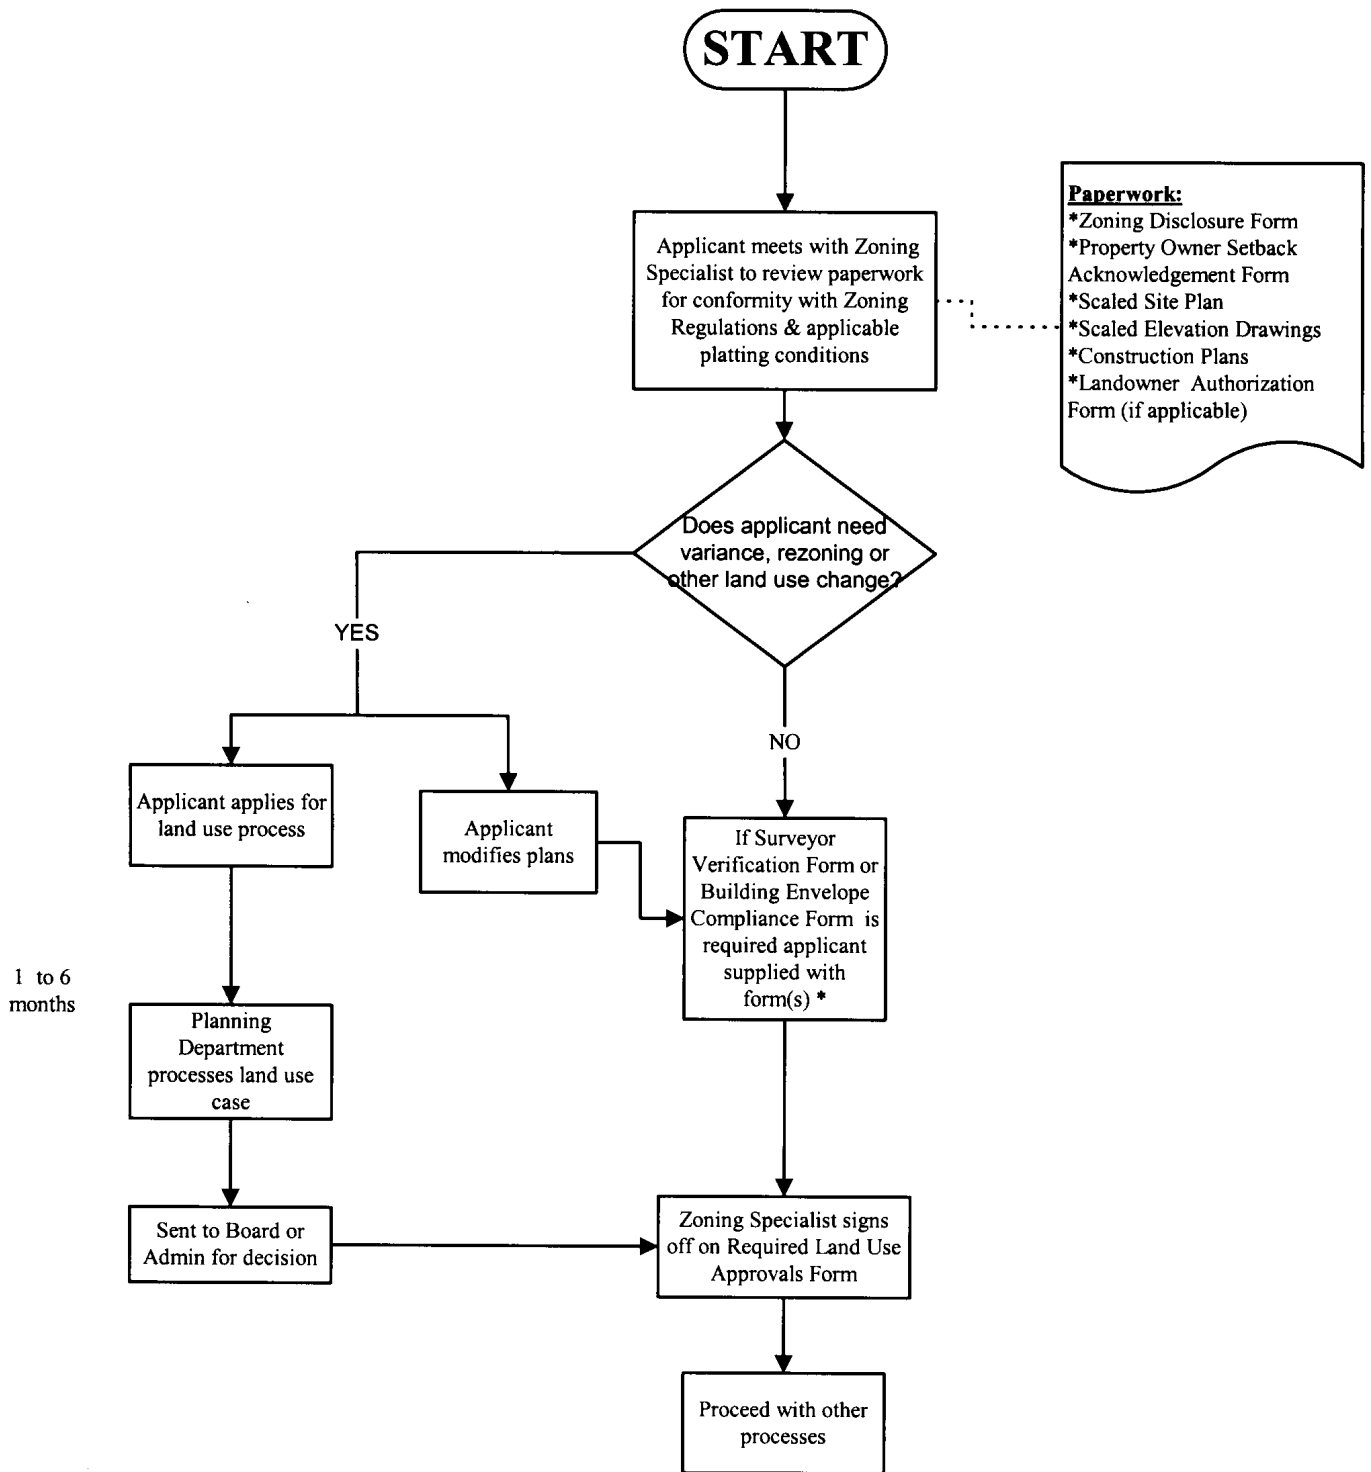 START
Paperwork:
*Zoning Disclosure Form
*Property Owner Setback
Acknowledgement Form
*Scaled Site Plan
*Scaled Elevation Drawings
*Construction Plans
*Landowner Authorization
Form (if applicable)
Applicant meets with Zoning
Specialist to review paperwork
for conformity with Zoning
Regulations & applicable
platting conditions
Does applicant need
variance, rezoning or
other land use change?
YES
NO
Applicant applies for
land use process
Applicant
modifies plans
If Surveyor
Verification Form or
Building Envelope
Compliance Form is
required applicant
supplied with
form(s) *
1 to 6
months
Planning
Department
processes land use
case
Sent to Board or
Admin for decision
Zoning Specialist signs
off on Required Land Use
Approvals Form
Proceed with other
processes